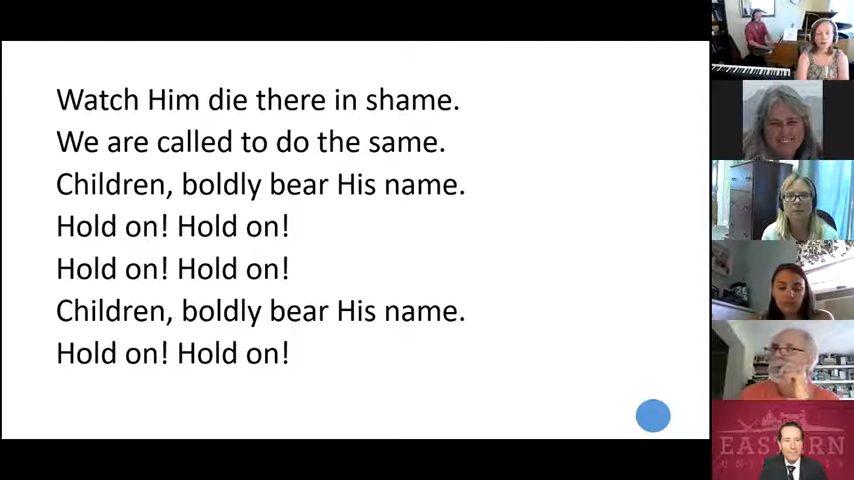 Watch Him die there in shame.
We are called to do the same.
Children, boldly bear His name.
Hold on! Hold on!
Hold on! Hold on!
Children, boldly bear His name.
Hold on! Hold on!
EASTERN